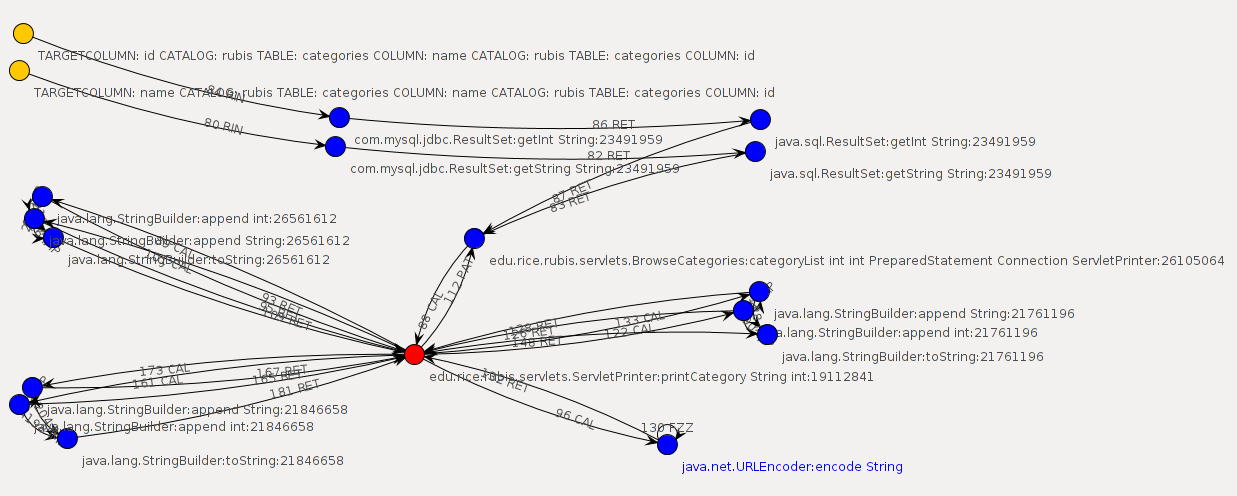 TARGETCOLUMN: id CATALOG: rubis TABLE: categories COLUMN: name CATALOG: rubis TABLE: categories COLUMN: id
TARGETCOLUMN: name CATALOG: rubis TABLE: categories COLUMN: name CATALOG: rubis TABLE: categories COLUMN: id
RIN
80 RIN
86 RET
com.mysql.jdbc.ResultSet:getInt String:23491959
java.sql.ResultSet:getInt String:23491959
82 RET
com.mysql.jdbc.ResultSet:getString String:23491959
java.sql.ResultSet:getString String:23491959
87 RET
83 RET
java.lang.StringBuilder:append int:26561612
java.lang.StringBuilder:append String:26561612
java.lang.StringBuilder:toString:26561612
CAL
CAL
edu.rice.rubis.servlets.BrowseCategories:categoryList int int PreparedStatement Connection ServletPrinter:26105064
112 PAT
88 CAL
93 RET
RET
RET
java.lang.StringBuilder:append String:21761196
java.lang.StringBuilder:append int:21761196
java.lang.StringBuilder:toString:21761196
133 CAL
122 CAL
128 RET
126 RET
148 RET
edu.rice.rubis.servlets.ServletPrinter:printCategory String int:19112841
173 CAL
161 CAL
167 RET
165 RET
181 RET
java.lang.StringBuilder:append String:21846658
java.lang.StringBuilder:append int:21846658
java.lang.StringBuilder:toString:21846658
RET
96 CAL
130 FZZ
java.net.URLEncoder:encode String